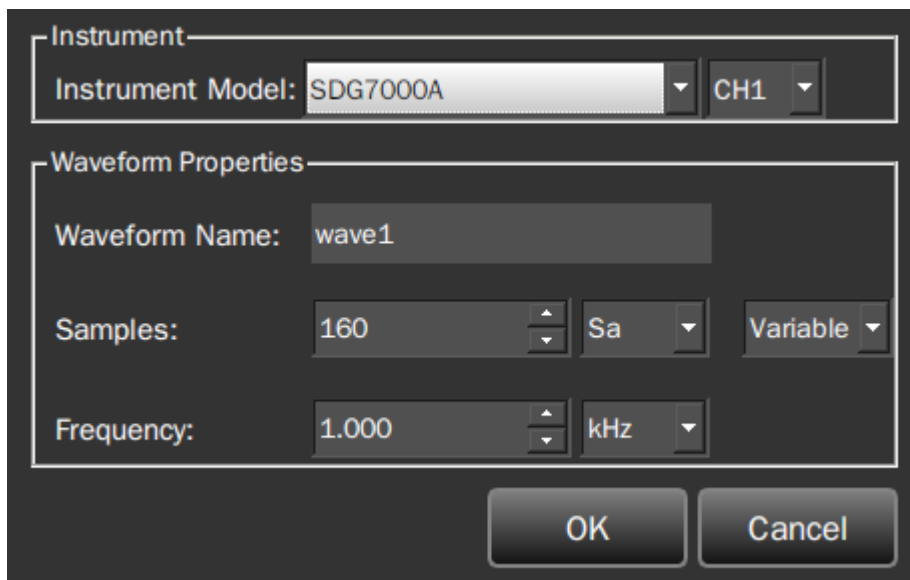 Instrument
Instrument Model: SDG7000A CH1
Waveform Properties
Waveform Name: wave1
Samples: 160 Sa Variable
Frequency: 1.000 kHz
OK Cancel